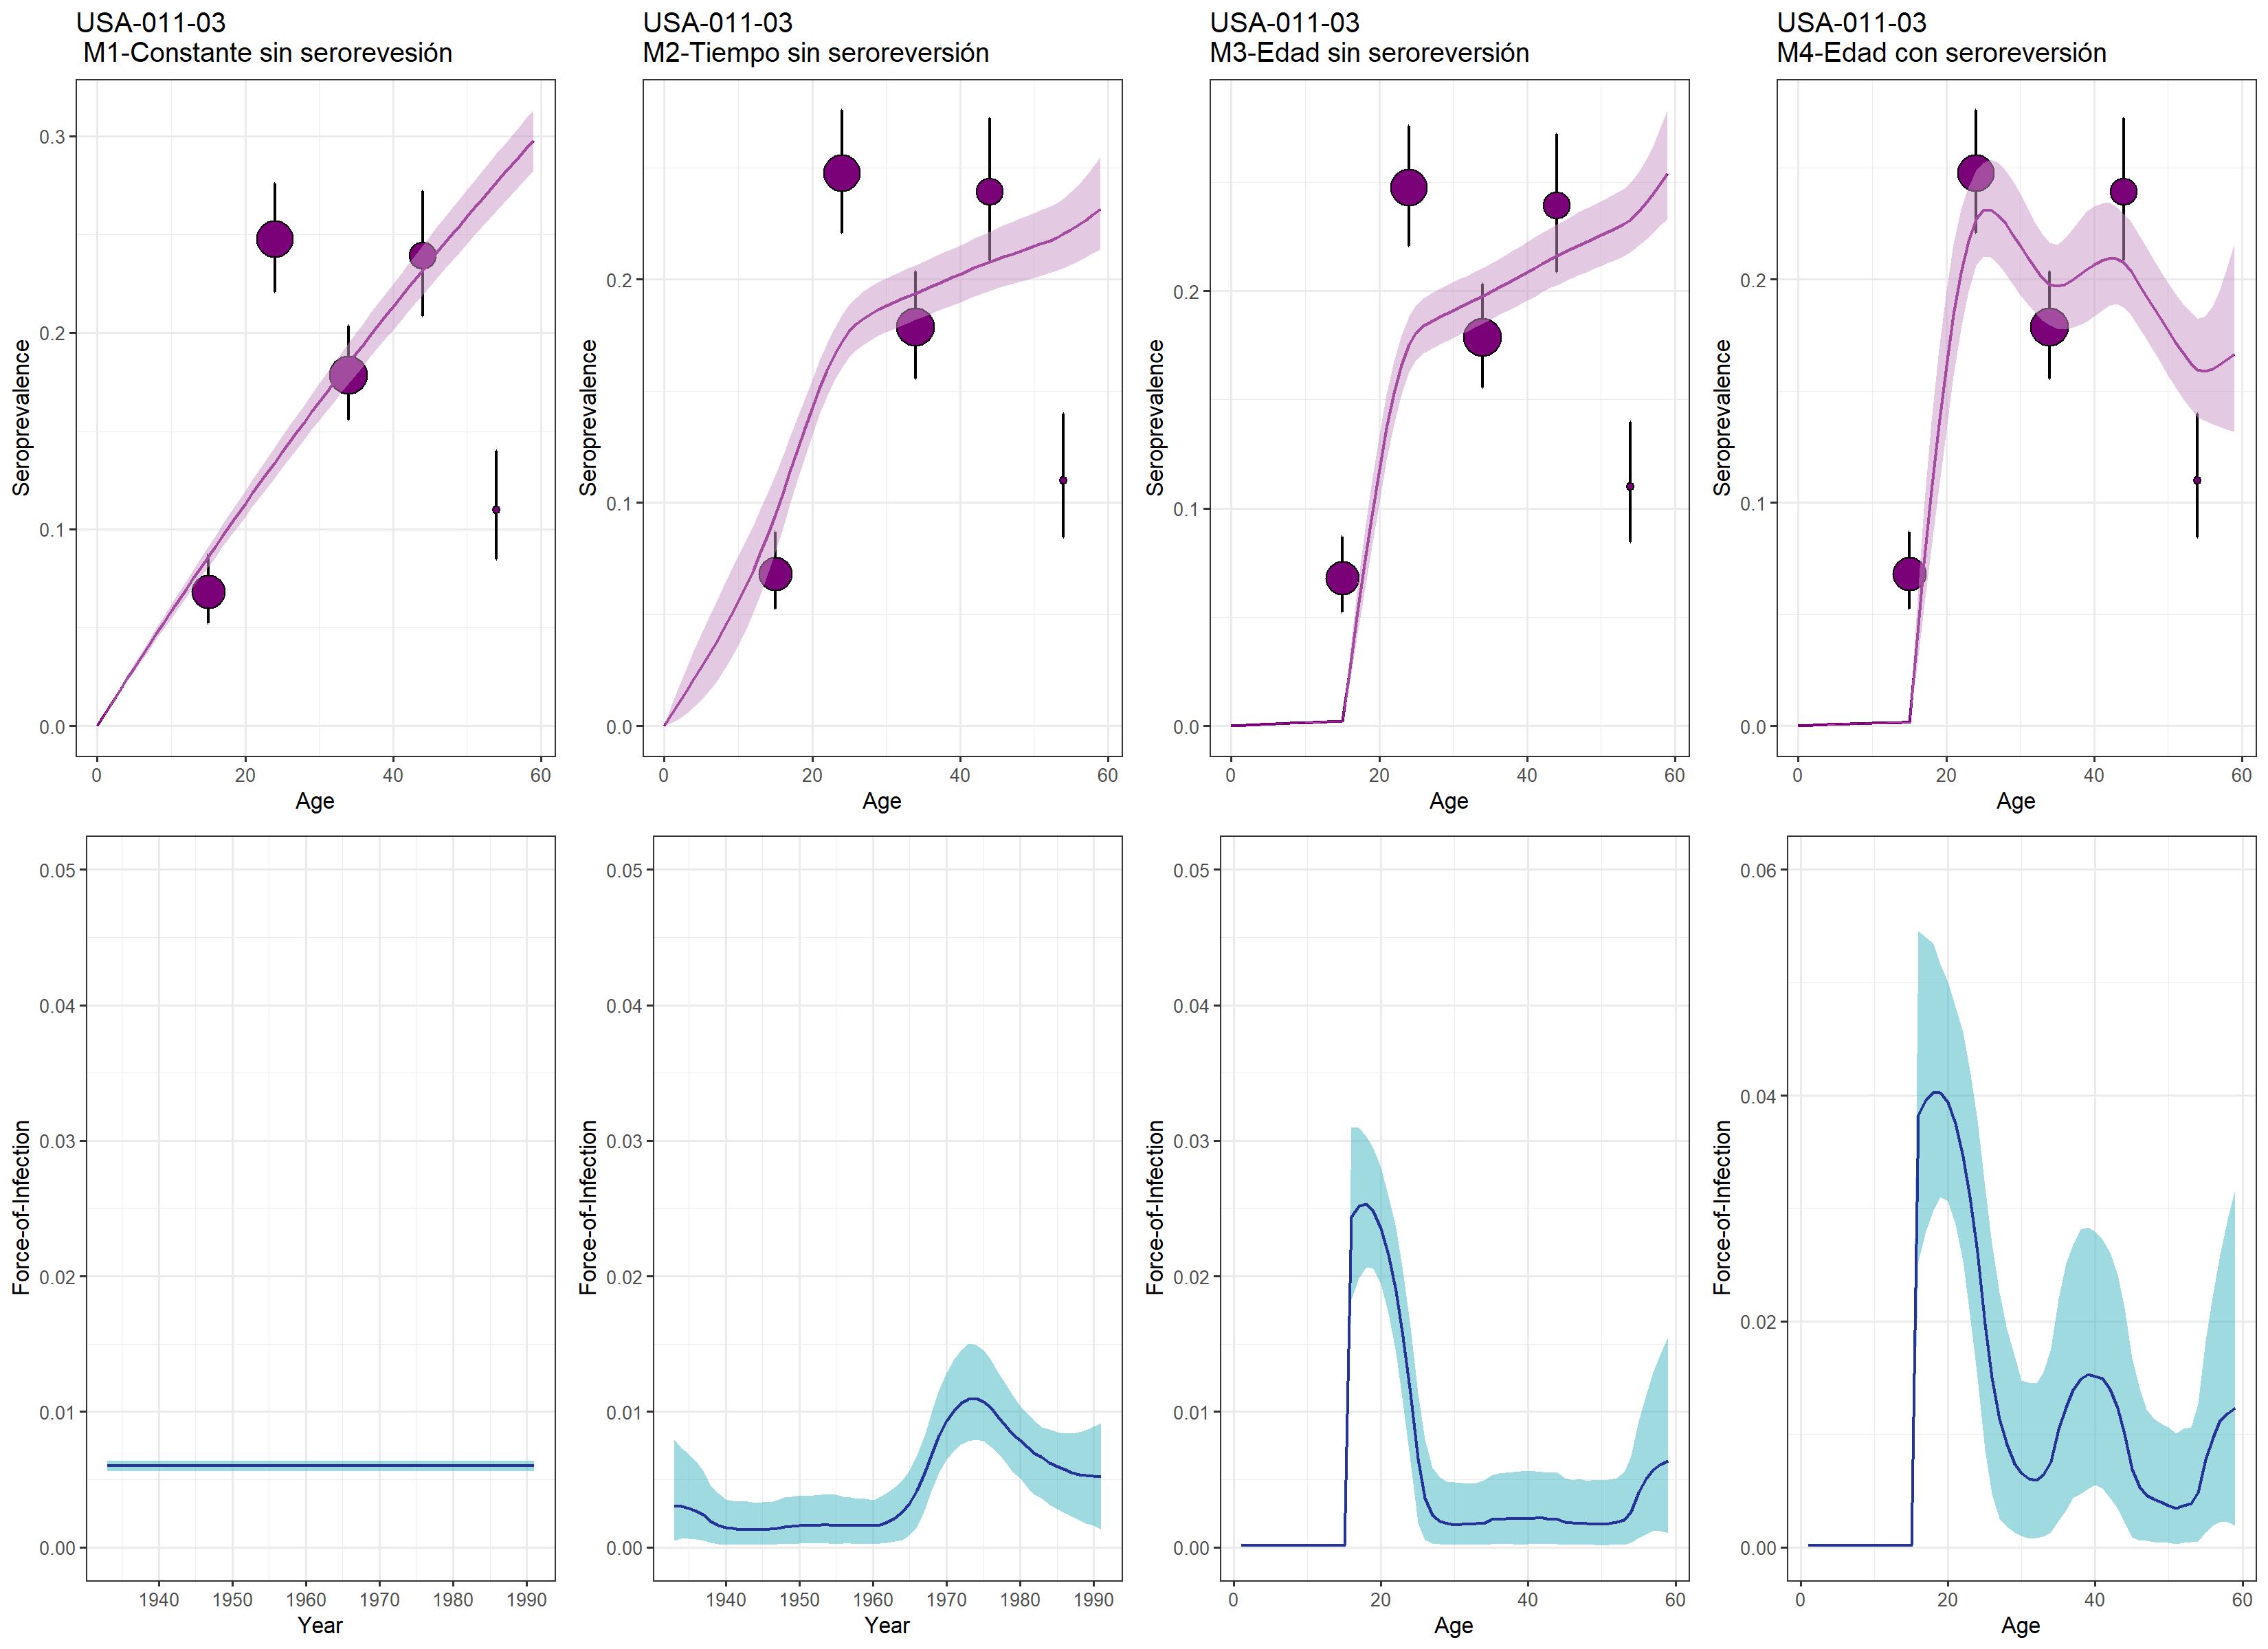 USA-011-03
M1-Constante sin serorevesión
USA-011-03
M2-Tiempo sin seroreversión
USA-011-03
M3-Edad sin seroreversión
USA-011-03
M4-Edad con seroreversión
Seroprevalence
0.3
0.2
0.1
0.0
0 20 40 60
Age
Seroprevalence
0.2
0.1
0.0
0 20 40 60
Age
Seroprevalence
0.2
0.1
0.0
0 20 40 60
Age
Seroprevalence
0.2
0.1
0.0
0 20 40 60
Age
Force-of-Infection
0.05
0.04
0.03
0.02
0.01
0.00
1940 1950 1960 1970 1980 1990
Year
Force-of-Infection
0.05
0.04
0.03
0.02
0.01
0.00
1940 1950 1960 1970 1980 1990
Year
Force-of-Infection
0.05
0.04
0.03
0.02
0.01
0.00
0 20 40 60
Age
Force-of-Infection
0.06
0.04
0.02
0.00
0 20 40 60
Age